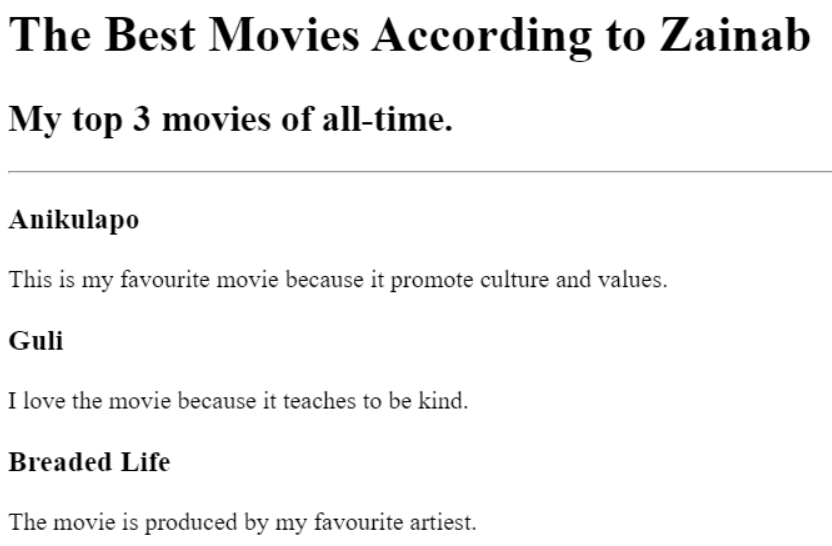 The Best Movies According to Zainab
My top 3 movies of all-time.
Anikulapo
This is my favourite movie because it promote culture and values.
Guli
I love the movie because it teaches to be kind.
Breaded Life
The movie is produced by my favourite artiest.